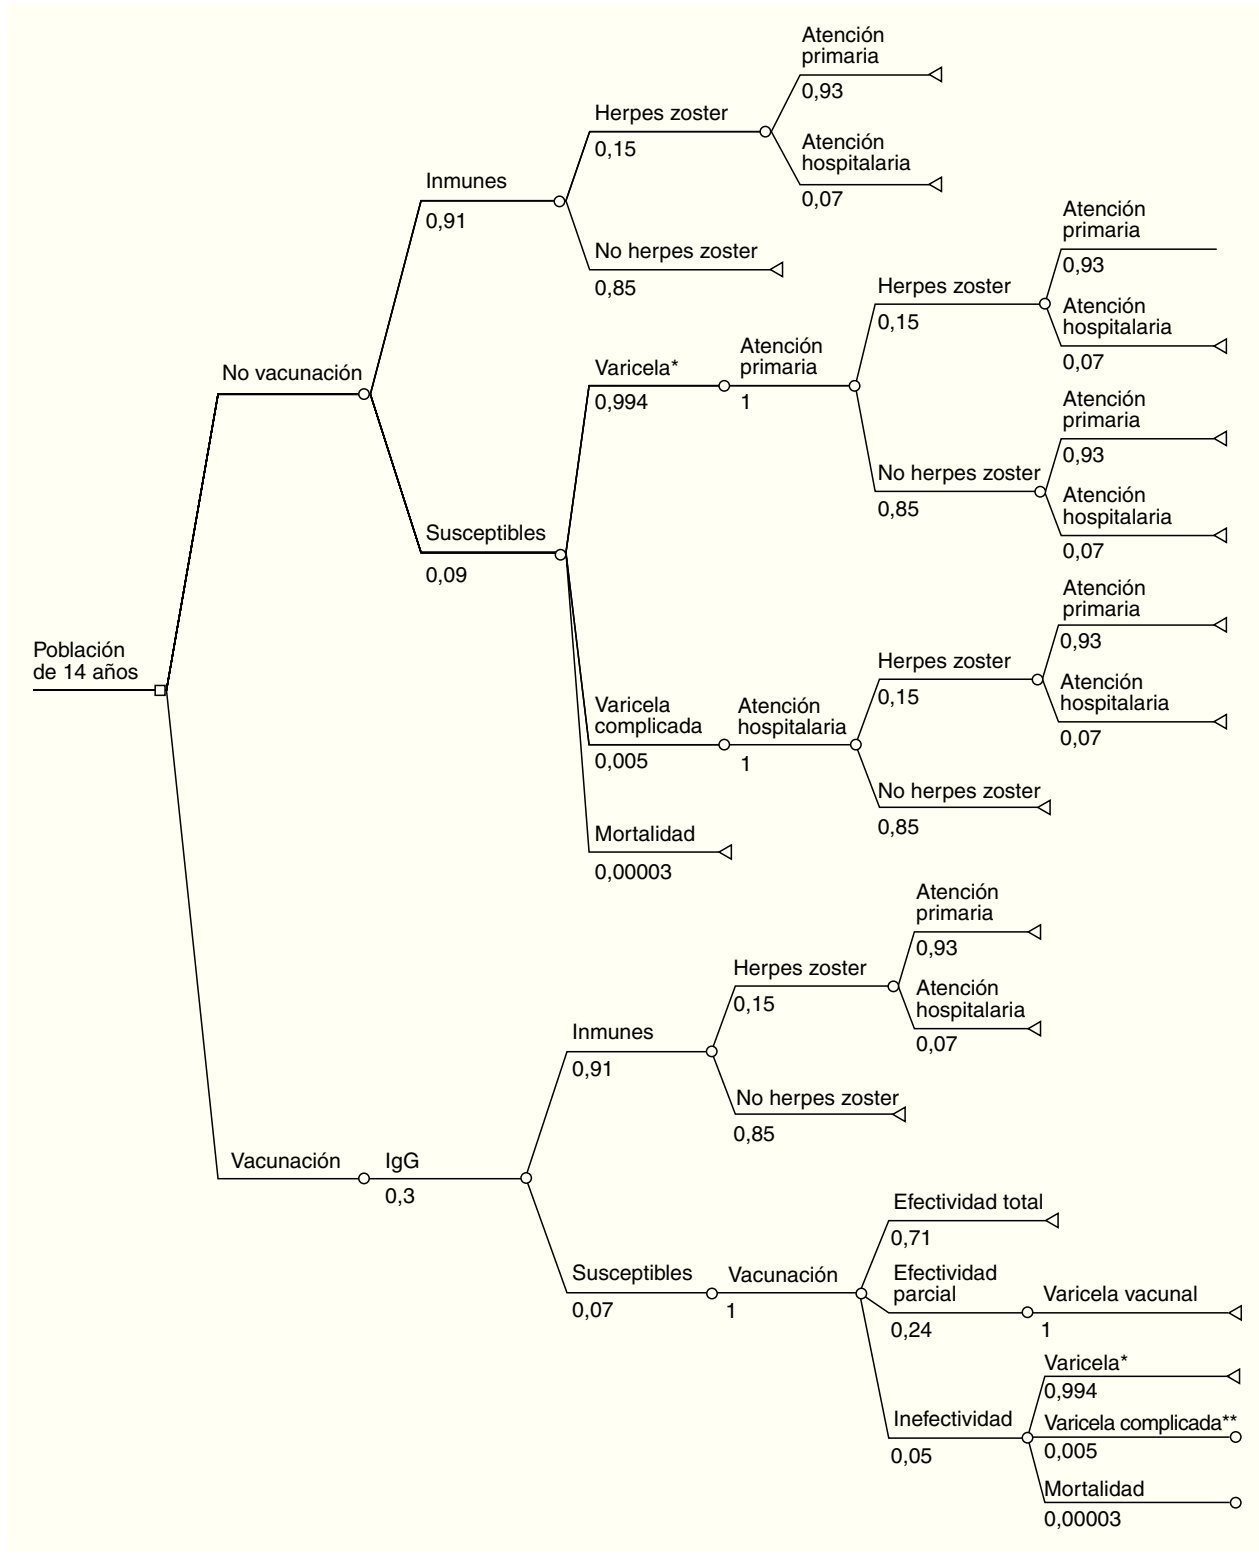 Atención
primaria
0,93
Herpes zoster
0,15
Atención
hospitalaria
0,07
Inmunes
0,91
No herpes zoster
0,85
Atención
primaria
0,93
Herpes zoster
0,15
Atención
hospitalaria
0,07
Varicela*
0,994
Atención
primaria
1
No vacunación
Atención
primaria
0,93
No herpes zoster
0,85
Atención
hospitalaria
0,07
Susceptibles
0,09
Atención
primaria
0,93
Herpes zoster
0,15
Atención
hospitalaria
0,07
Población
de 14 años
Varicela
complicada
0,005
Atención
hospitalaria
1
No herpes zoster
0,85
Mortalidad
0,00003
Atención
primaria
0,93
Herpes zoster
0,15
Atención
hospitalaria
0,07
Inmunes
0,91
No herpes zoster
0,85
Vacunación
IgG
0,3
Efectividad total
0,71
Susceptibles
0,07
Vacunación
1
Efectividad
parcial
0,24
Varicela vacunal
1
Varicela*
0,994
Inefectividad
0,05
Varicela complicada**
0,005
Mortalidad
0,00003